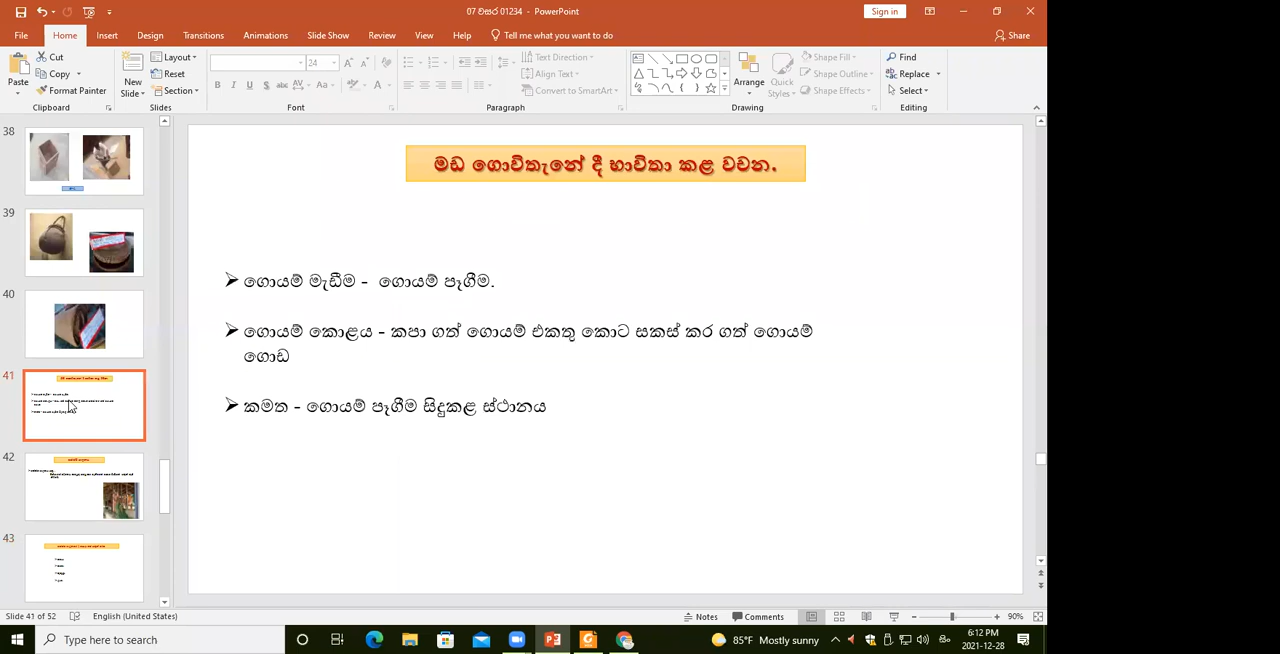 07 වසර 01234 - PowerPoint
Sign in
File Home Insert Design Transitions Animations Slide Show Review View Help Tell me what you want to do Share
Paste Cut Copy Format Painter Clipboard
New Slide Layout Reset Section Slides
24 Font
Text Direction Align Text Convert to SmartArt Paragraph
Arrange Quick Styles Shape Fill Shape Outline Shape Effects Drawing
Find Replace Select Editing
38
39
40
41
42
43
මඩ ගොවිතැනේ දී භාවිතා කළ වචන.
ගොයම් මැඩීම - ගොයම් පෑගීම.
ගොයම් කොළය - කපා ගත් ගොයම් එකතු කොට සකස් කර ගත් ගොයම්
ගොඩ
කමත - ගොයම් පෑගීම සිදුකළ ස්ථානය
Slide 41 of 52 English (United States) Notes Comments 90%
Type here to search 85°F Mostly sunny 6:12 PM
2021-12-28